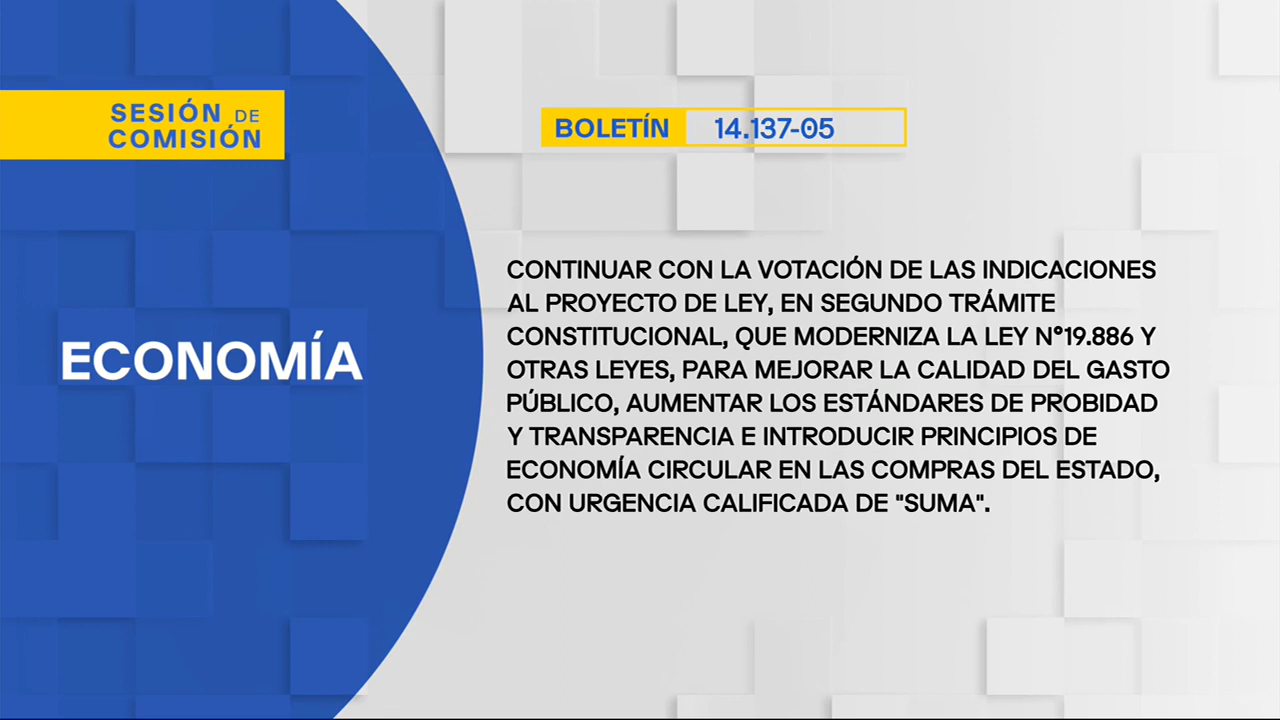 SESIÓN DE
COMISIÓN
ECONOMÍA
BOLETÍN 14.137-05
CONTINUAR CON LA VOTACIÓN DE LAS INDICACIONES
AL PROYECTO DE LEY, EN SEGUNDO TRÁMITE
CONSTITUCIONAL, QUE MODERNIZA LA LEY N°19.886 Y
OTRAS LEYES, PARA MEJORAR LA CALIDAD DEL GASTO
PÚBLICO, AUMENTAR LOS ESTÁNDARES DE PROBIDAD
Y TRANSPARENCIA E INTRODUCIR PRINCIPIOS DE
ECONOMÍA CIRCULAR EN LAS COMPRAS DEL ESTADO,
CON URGENCIA CALIFICADA DE "SUMA".